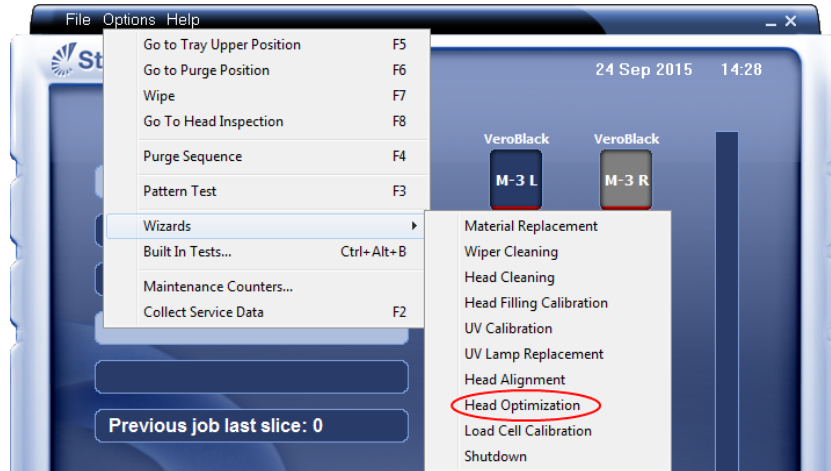 File Options Help
St
24 Sep 2015 14:28
Go to Tray Upper Position F5
Go to Purge Position F6
Wipe F7
Go To Head Inspection F8
Purge Sequence F4
Pattern Test F3
Wizards
Built In Tests... Ctrl+Alt+B
Maintenance Counters...
Collect Service Data F2
VeroBlack VeroBlack
M-3 L M-3 R
Material Replacement
Wiper Cleaning
Head Cleaning
Head Filling Calibration
UV Calibration
UV Lamp Replacement
Head Alignment
Head Optimization
Load Cell Calibration
Shutdown
Previous job last slice: 0